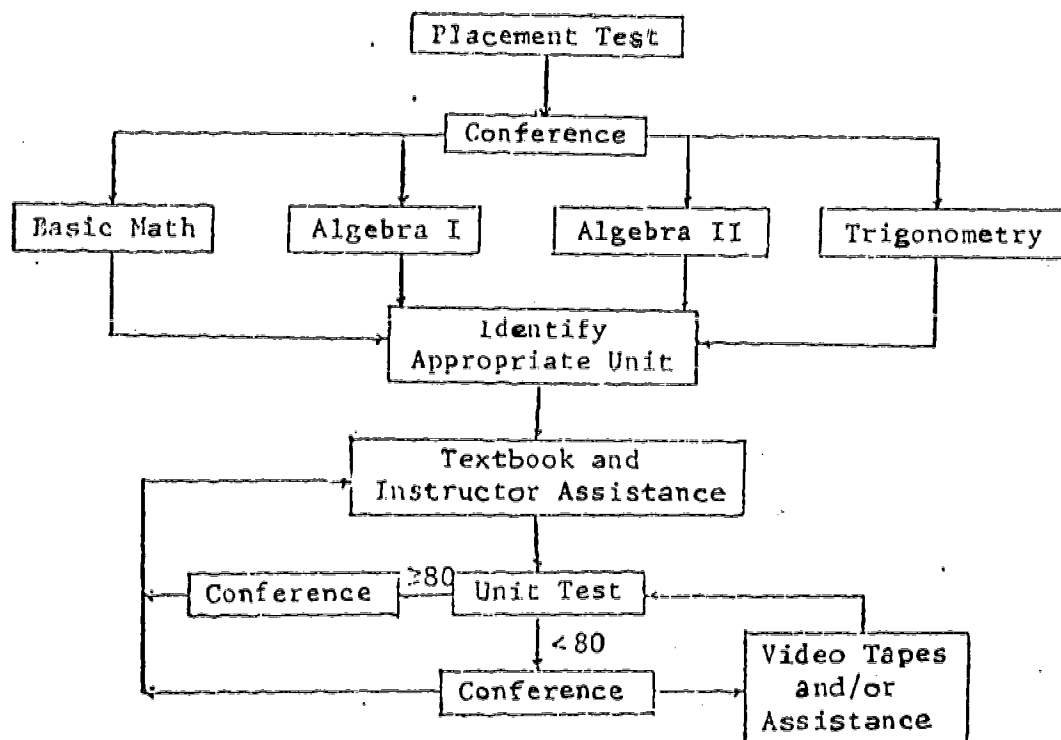 Placement Test
Conference
Basic Math
Algebra I
Algebra II
Trigonometry
Identify
Appropriate Unit
Textbook and
Instructor Assistance
Conference
≥80
Unit Test
<80
Conference
Video Tapes
and/or
Assistance